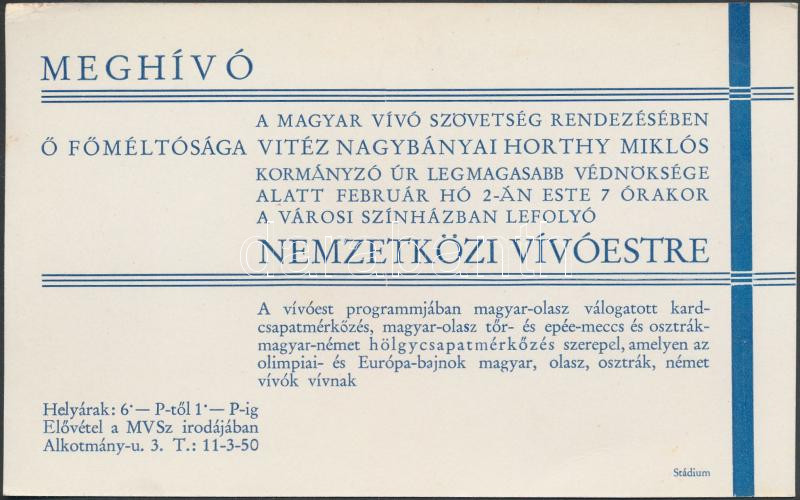 MEGHÍVÓ
A MAGYAR VÍVÓ SZÖVETSÉG RENDEZÉSÉBEN
Ő FŐMÉLTÓSÁGA VITÉZ NAGYBÁNYAI HORTHY MIKLÓS
KORMÁNYZÓ ÚR LEGMAGASABB VÉDNÖKSÉGE
ALATT FEBRUÁR HÓ 2-ÁN ESTE 7 ÓRAKOR
A VÁROSI SZÍNHÁZBAN LEFOLYÓ
NEMZETKÖZI VÍVÓESTRE
darabanth
A vívóest programmjában magyar-olasz válogatott kard-
csapatmérkőzés, magyar-olasz tőr- és epée-meccs és osztrák-
magyar-német hölgycsapatmérkőzés szerepel, amelyen az
olimpiai- és Európa-bajnok magyar, olasz, osztrák, német
vívók vívnak
Helyárak: 6·— P-től 1·— P-ig
Elővétel a MVSz irodájában
Alkotmány-u. 3. T.: 11-3-50
Stádium